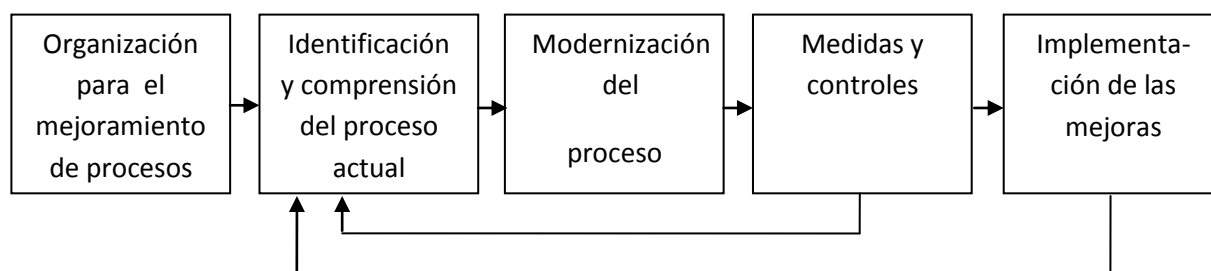 Organización
para el
mejoramiento
de procesos
Identificación
y comprensión
del proceso
actual
Modernización
del
proceso
Medidas y
controles
Implementa-
ción de las
mejoras